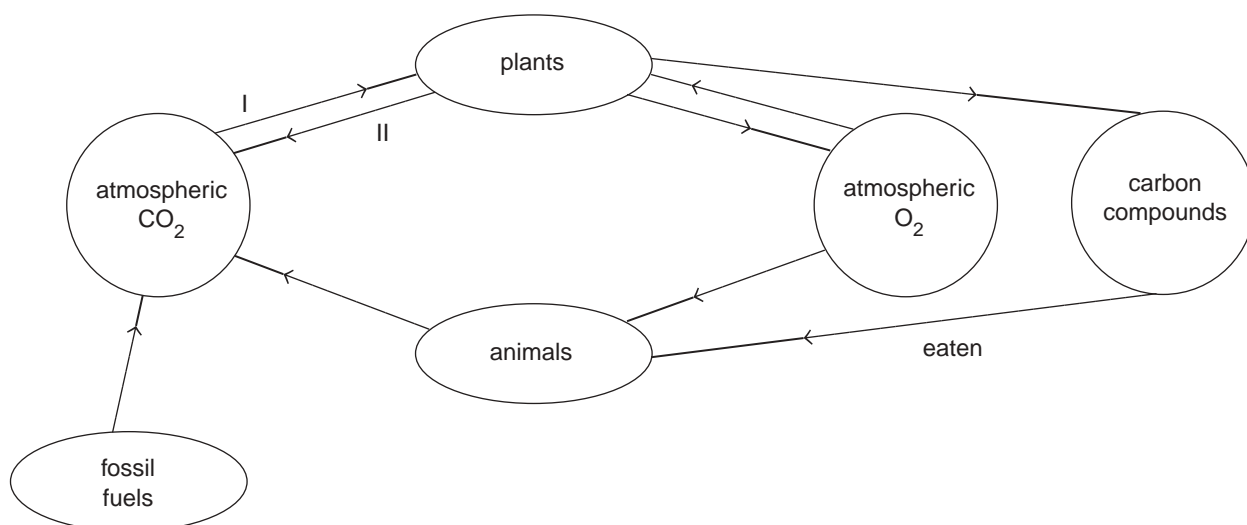 plants
I
II
atmospheric
CO₂
atmospheric
O₂
carbon
compounds
animals
eaten
fossil
fuels